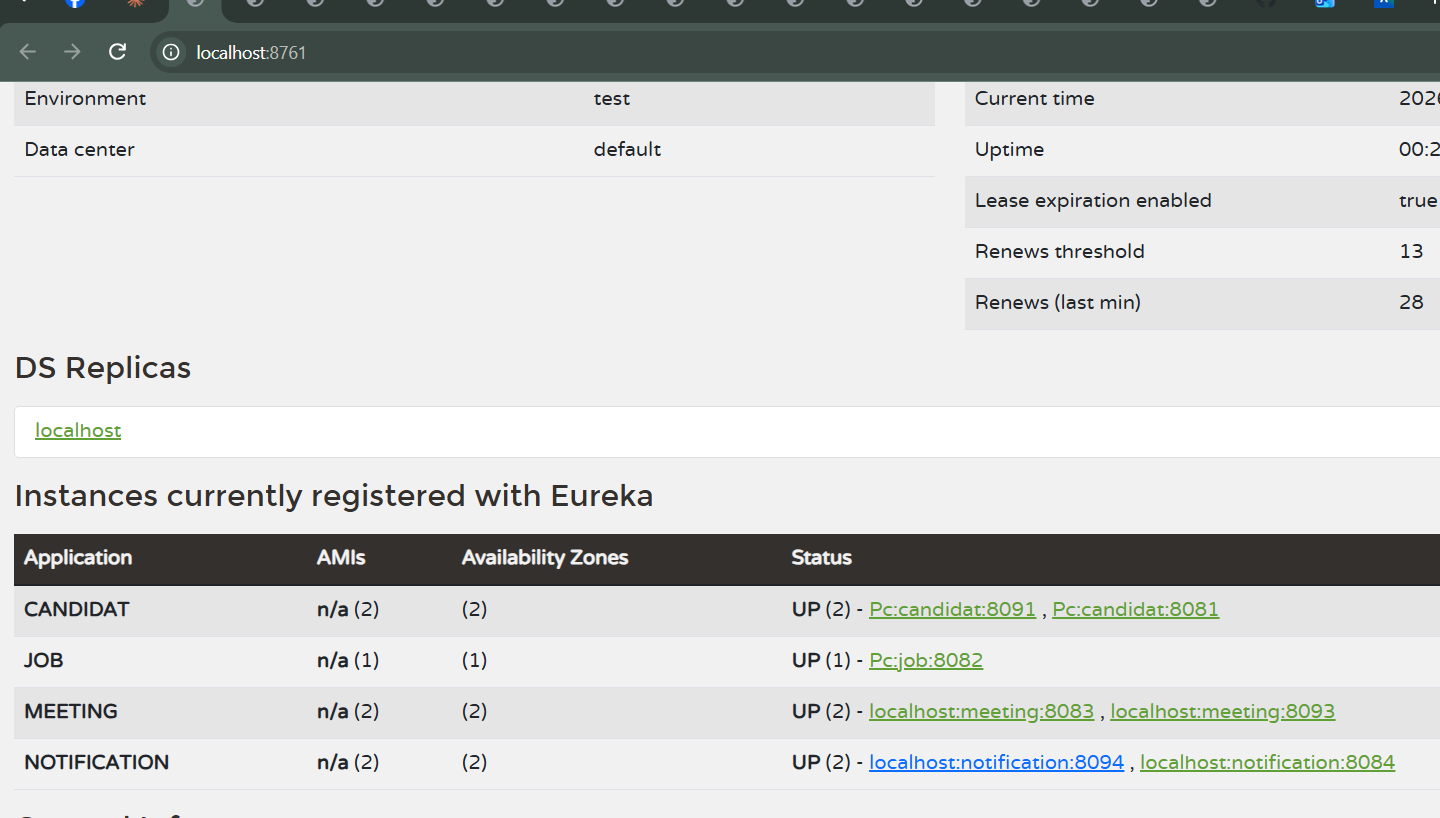 localhost:8761
Environment test
Data center default
Current time
Uptime
Lease expiration enabled true
Renews threshold 13
Renews (last min) 28
DS Replicas
localhost
Instances currently registered with Eureka
Application AMIs Availability Zones Status
CANDIDAT n/a (2) (2) UP (2) - Pc:candidat:8091 , Pc:candidat:8081
JOB n/a (1) (1) UP (1) - Pc:job:8082
MEETING n/a (2) (2) UP (2) - localhost:meeting:8083 , localhost:meeting:8093
NOTIFICATION n/a (2) (2) UP (2) - localhost:notification:8094 , localhost:notification:8084